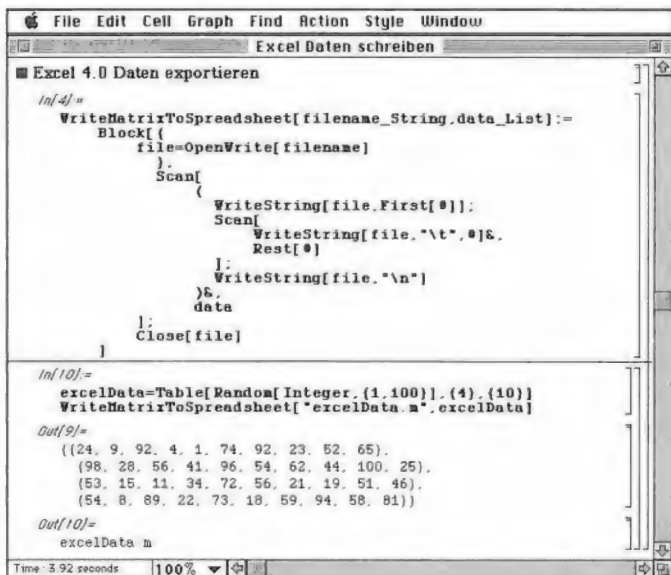 File Edit Cell Graph Find Action Style Window
Excel Daten schreiben
Excel 4.0 Daten exportieren
In[4]:=
WriteMatrixToSpreadsheet[filename_String,data_List]:=
Block[{
file=OpenWrite[filename]
},
Scan[
(
WriteString[file,First[#]];
Scan[
WriteString[file,"\t",#]&,
Rest[#]
];
WriteString[file,"\n"]
)&,
data
];
Close[file]
]
In[10]:=
excelData=Table[Random[Integer,{1,100}],{4},{10}]
WriteMatrixToSpreadsheet["excelData.m",excelData]
Out[9]=
{{24, 9, 92, 4, 1, 74, 92, 23, 52, 65},
{98, 28, 56, 41, 96, 54, 62, 44, 100, 25},
{53, 15, 11, 34, 72, 56, 21, 19, 51, 46},
{54, 8, 89, 22, 73, 18, 59, 94, 58, 81}}
Out[10]=
excelData m
Time: 3.92 seconds 100%